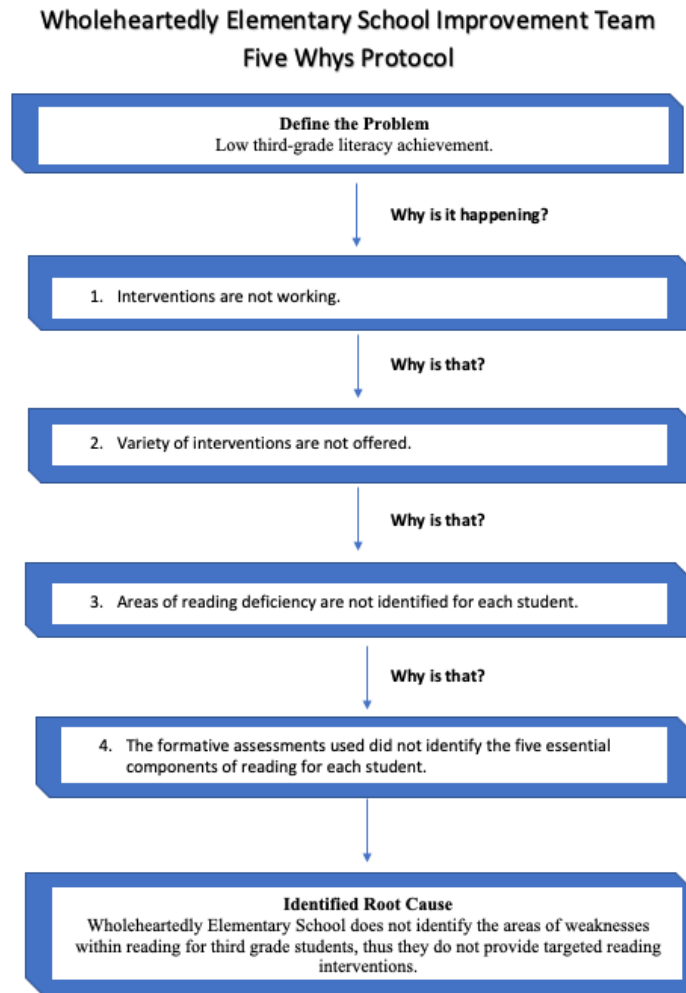 Wholeheartedly Elementary School Improvement Team
Five Whys Protocol
Define the Problem
Low third-grade literacy achievement.
Why is it happening?
1. Interventions are not working.
Why is that?
2. Variety of interventions are not offered.
Why is that?
3. Areas of reading deficiency are not identified for each student.
Why is that?
4. The formative assessments used did not identify the five essential
components of reading for each student.
Identified Root Cause
Wholeheartedly Elementary School does not identify the areas of weaknesses
within reading for third grade students, thus they do not provide targeted reading
interventions.